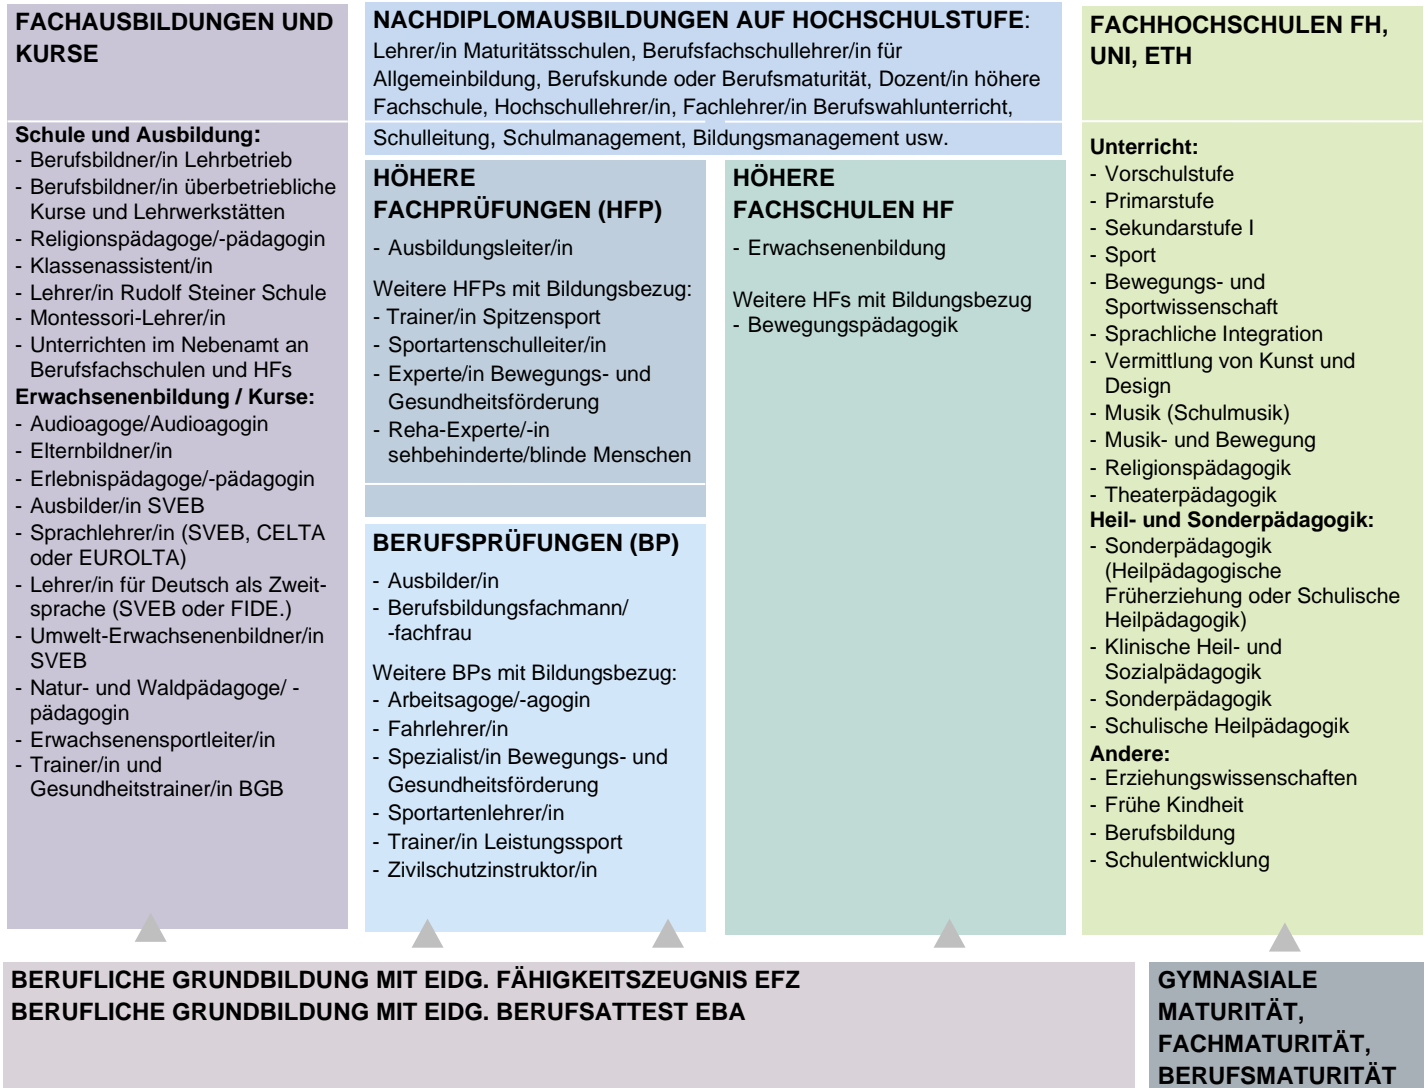 FACHAUSBILDUNGEN UND
KURSE
Schule und Ausbildung:
- Berufsbildner/in Lehrbetrieb
- Berufsbildner/in überbetriebliche
Kurse und Lehrwerkstätten
- Religionspädagoge/-pädagogin
- Klassenassistent/in
- Lehrer/in Rudolf Steiner Schule
- Montessori-Lehrer/in
- Unterrichten im Nebenamt an
Berufsfachschulen und HFs
Erwachsenenbildung / Kurse:
- Audioagoge/Audioagogin
- Elternbildner/in
- Erlebnispädagoge/-pädagogin
- Ausbilder/in SVEB
- Sprachlehrer/in (SVEB, CELTA
oder EUROLTA)
- Lehrer/in für Deutsch als Zweit-
sprache (SVEB oder FIDE.)
- Umwelt-Erwachsenenbildner/in
SVEB
- Natur- und Waldpädagoge/ -
pädagogin
- Erwachsenensportleiter/in
- Trainer/in und
Gesundheitstrainer/in BGB
NACHDIPLOMAUSBILDUNGEN AUF HOCHSCHULSTUFE:
Lehrer/in Maturitätsschulen, Berufsfachschullehrer/in für
Allgemeinbildung, Berufskunde oder Berufsmaturität, Dozent/in höhere
Fachschule, Hochschullehrer/in, Fachlehrer/in Berufswahlunterricht,
Schulleitung, Schulmanagement, Bildungsmanagement usw.
HÖHERE
FACHPRÜFUNGEN (HFP)
- Ausbildungsleiter/in
Weitere HFPs mit Bildungsbezug:
- Trainer/in Spitzensport
- Sportartenschulleiter/in
- Experte/in Bewegungs- und
Gesundheitsförderung
- Reha-Experte/-in
sehbehinderte/blinde Menschen
BERUFSPRÜFUNGEN (BP)
- Ausbilder/in
- Berufsbildungsfachmann/
-fachfrau
Weitere BPs mit Bildungsbezug:
- Arbeitsagoge/-agogin
- Fahrlehrer/in
- Spezialist/in Bewegungs- und
Gesundheitsförderung
- Sportartenlehrer/in
- Trainer/in Leistungssport
- Zivilschutzinstruktor/in
HÖHERE
FACHSCHULEN HF
- Erwachsenenbildung
Weitere HFs mit Bildungsbezug
- Bewegungspädagogik
FACHHOCHSCHULEN FH,
UNI, ETH
Unterricht:
- Vorschulstufe
- Primarstufe
- Sekundarstufe I
- Sport
- Bewegungs- und
Sportwissenschaft
- Sprachliche Integration
- Vermittlung von Kunst und
Design
- Musik (Schulmusik)
- Musik- und Bewegung
- Religionspädagogik
- Theaterpädagogik
Heil- und Sonderpädagogik:
- Sonderpädagogik
(Heilpädagogische
Früherziehung oder Schulische
Heilpädagogik)
- Klinische Heil- und
Sozialpädagogik
- Sonderpädagogik
- Schulische Heilpädagogik
Andere:
- Erziehungswissenschaften
- Frühe Kindheit
- Berufsbildung
- Schulentwicklung
BERUFLICHE GRUNDBILDUNG MIT EIDG. FÄHIGKEITSZEUGNIS EFZ
BERUFLICHE GRUNDBILDUNG MIT EIDG. BERUFSATTEST EBA
GYMNASIALE
MATURITÄT,
FACHMATURITÄT,
BERUFSMATURITÄT